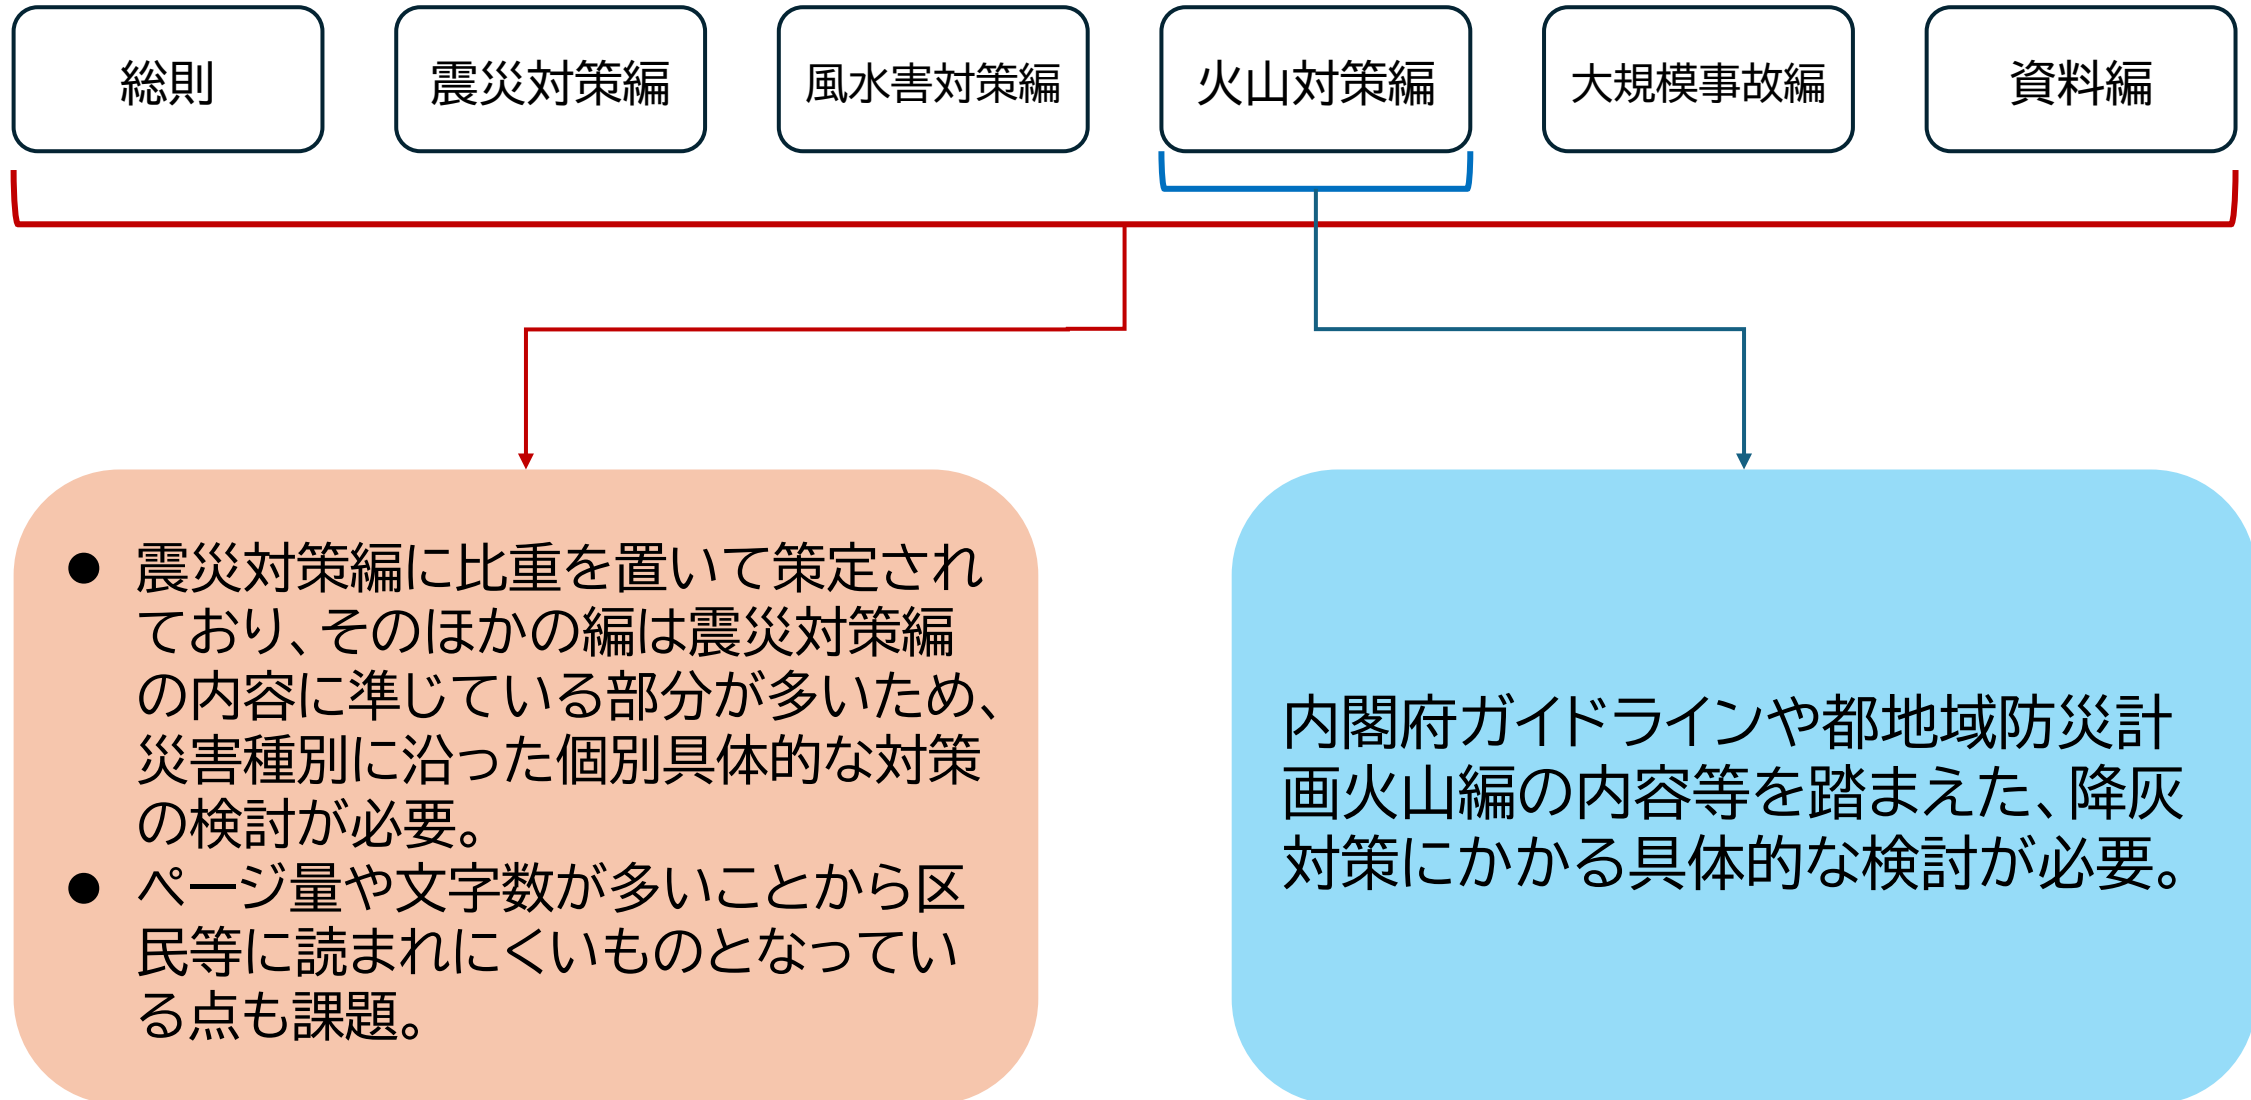 総則
震災対策編
風水害対策編
火山対策編
大規模事故編
資料編
● 震災対策編に比重を置いて策定され
ており、そのほかの編は震災対策編
の内容に準じている部分が多いため、
災害種別に沿った個別具体的な対策
の検討が必要。
● ページ量や文字数が多いことから区
民等に読まれにくいものとなってい
る点も課題。
内閣府ガイドラインや都地域防災計
画火山編の内容等を踏まえた、降灰
対策にかかる具体的な検討が必要。